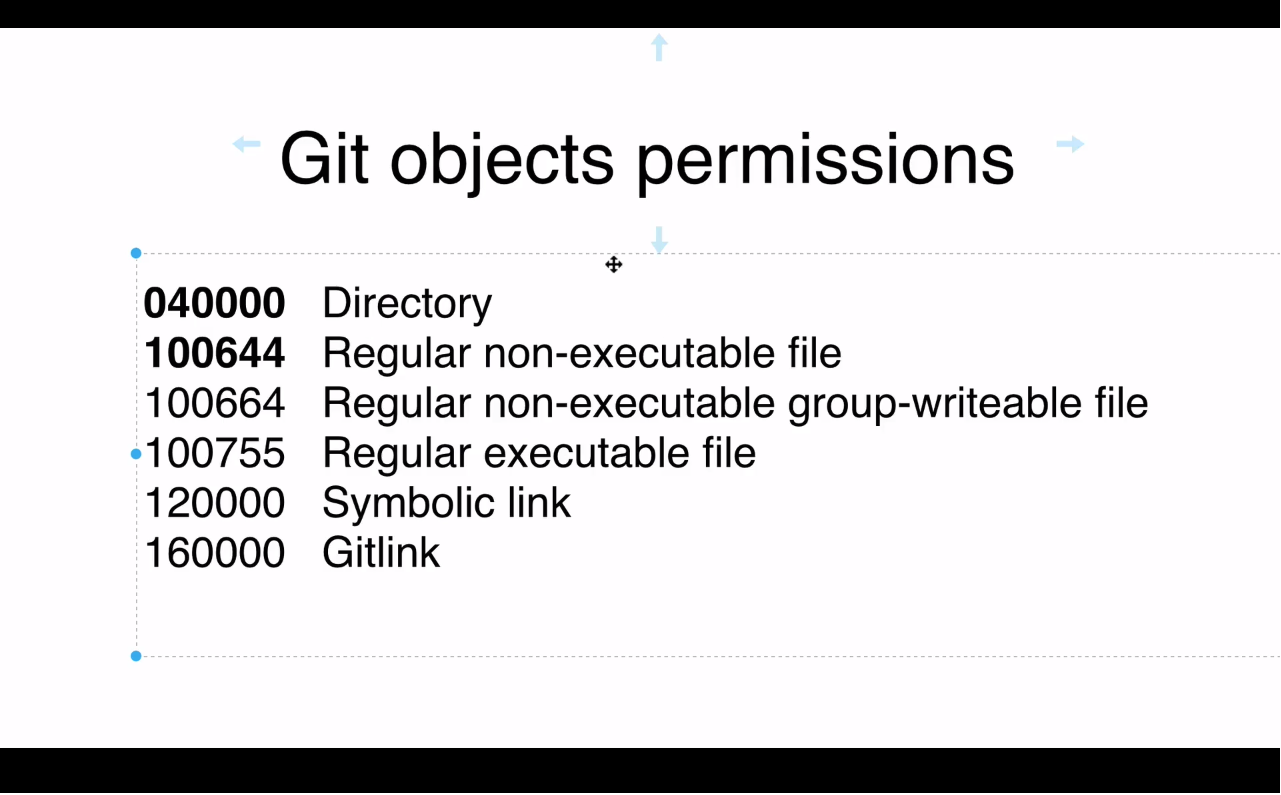 Git objects permissions
040000 Directory
100644 Regular non-executable file
100664 Regular non-executable group-writeable file
100755 Regular executable file
120000 Symbolic link
160000 Gitlink